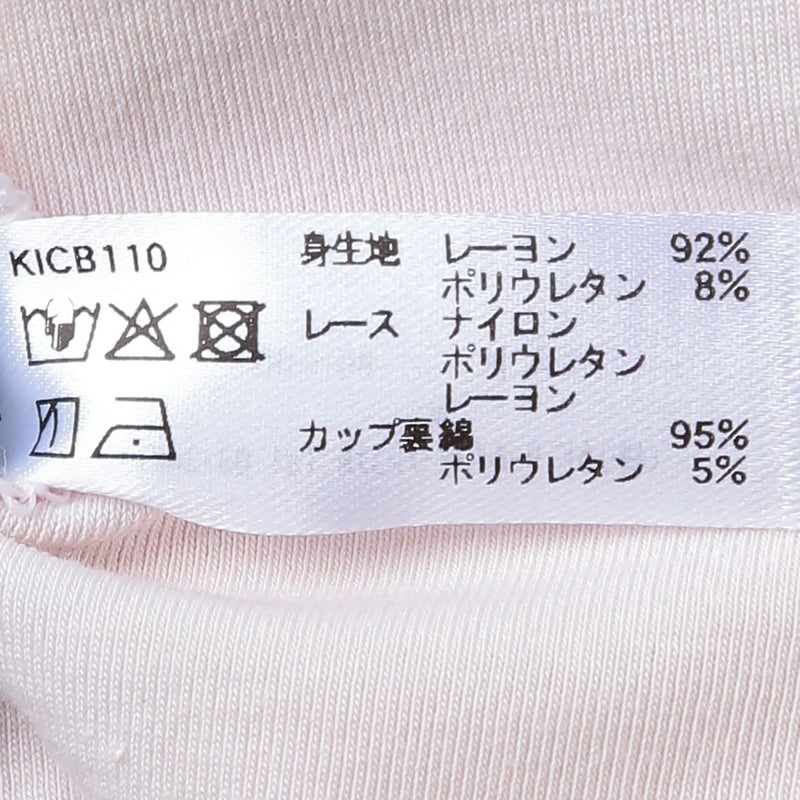 KICB110
身生地 レーヨン 92%
ポリウレタン 8%
レース ナイロン
ポリウレタン
レーヨン
カップ裏 綿 95%
ポリウレタン 5%